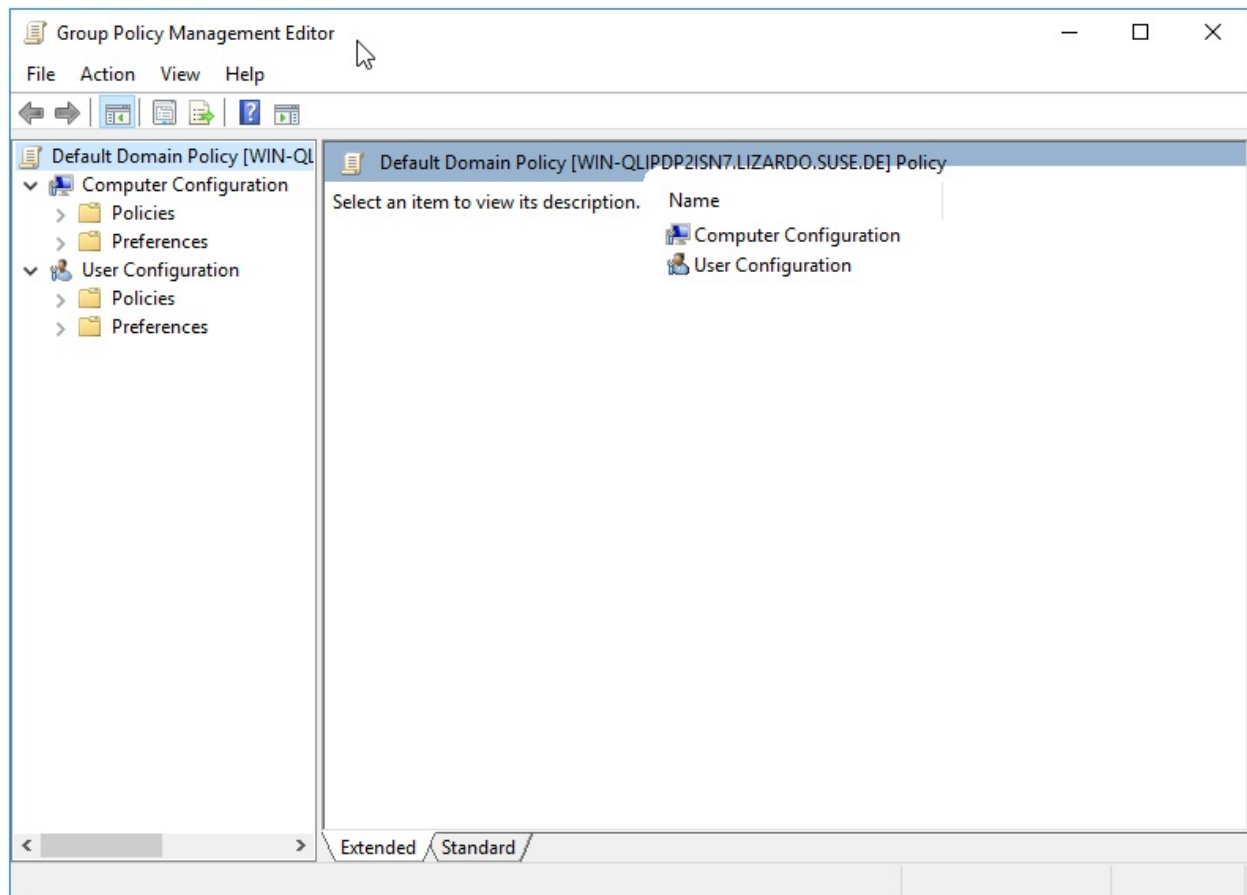 Group Policy Management Editor
File Action View Help
Default Domain Policy [WIN-QL
Computer Configuration
Policies
Preferences
User Configuration
Policies
Preferences
Default Domain Policy [WIN-QLIPDP2ISN7.LIZARDO.SUSE.DE] Policy
Select an item to view its description.
Name
Computer Configuration
User Configuration
Extended Standard